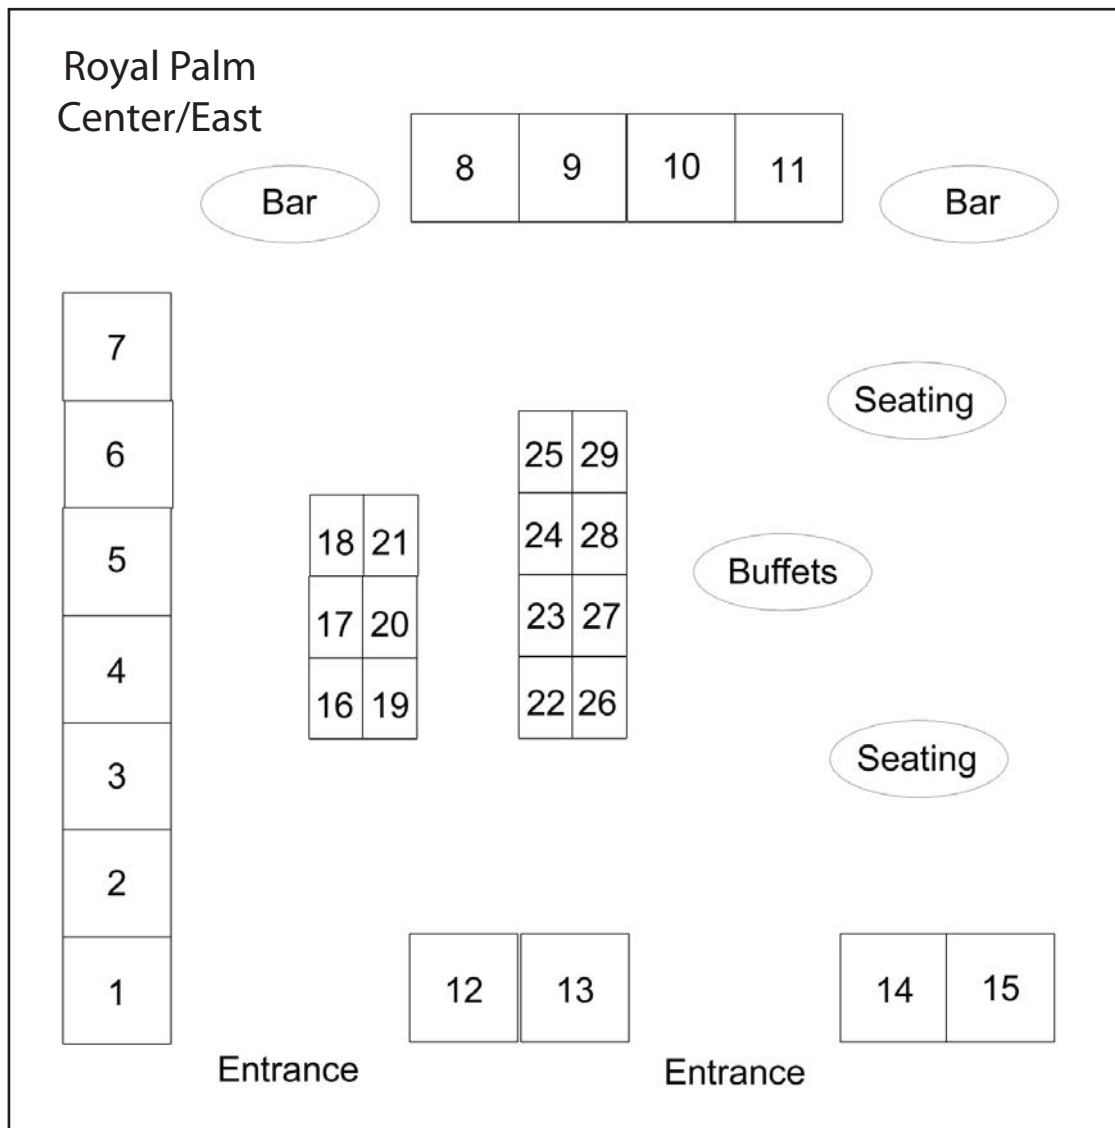 Royal Palm
Center/East
8 9 10 11
Bar Bar
7
Seating
6 25 29
18 21 24 28
5 Buffets
17 20 23 27
4
16 19 22 26
3 Seating
2
1 12 13 14 15
Entrance Entrance